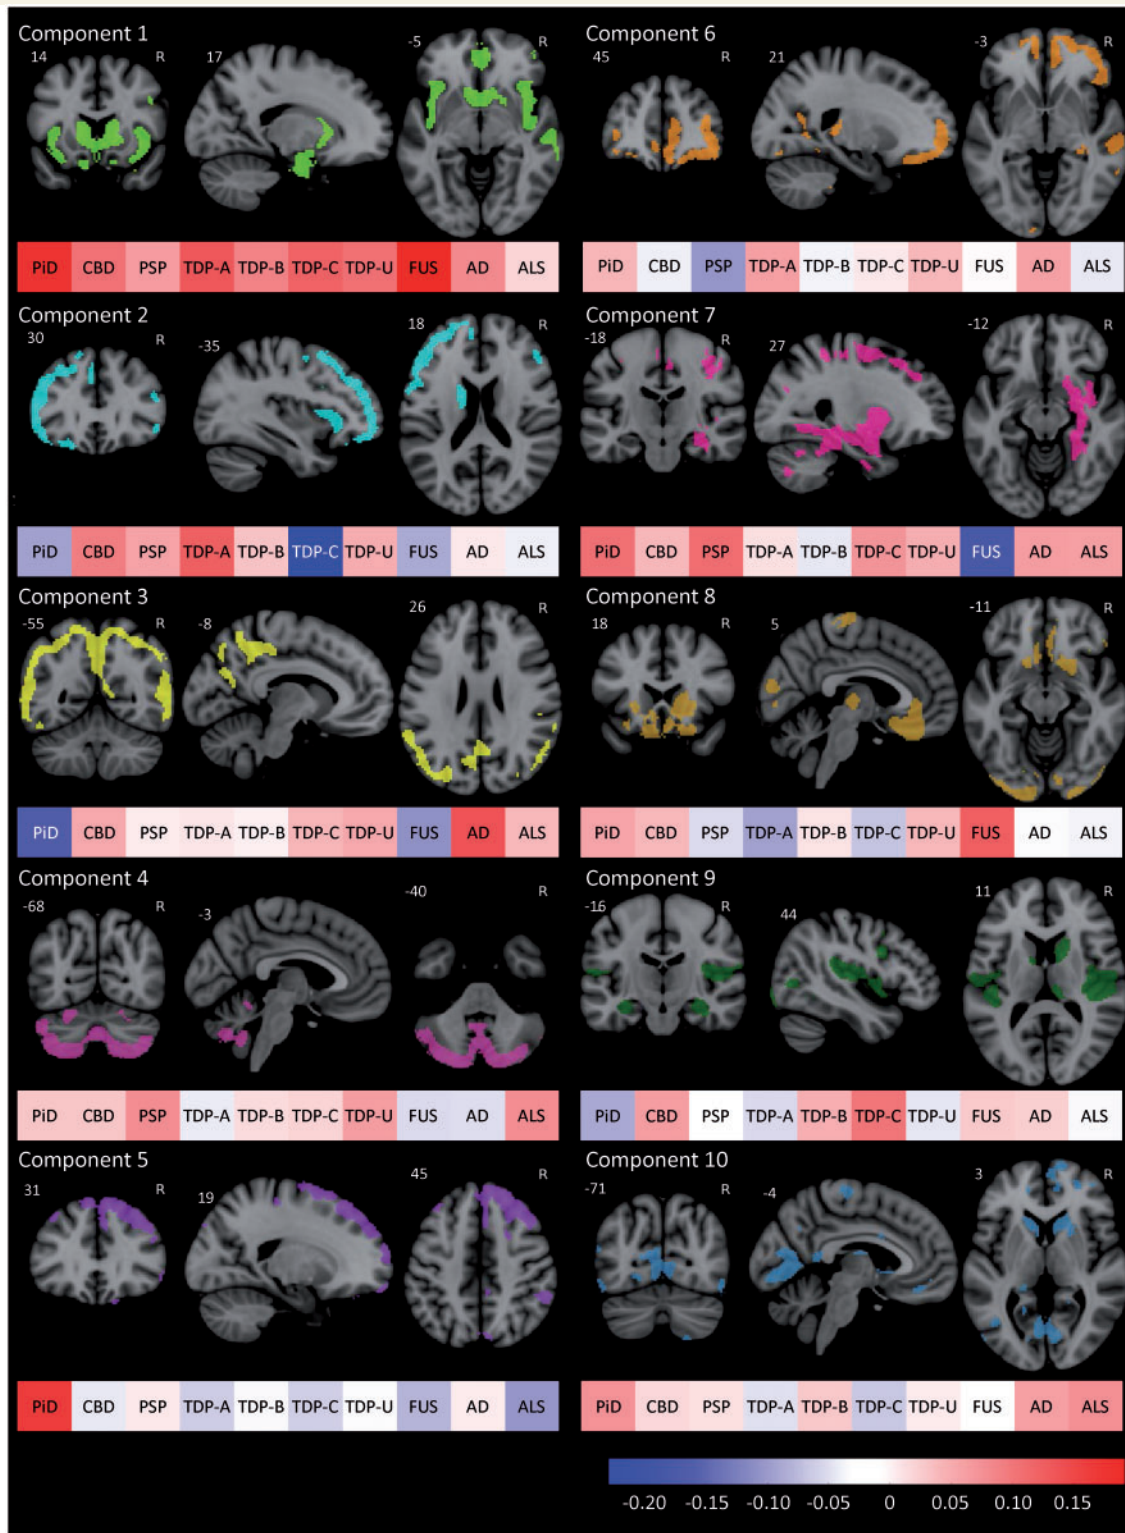 Component 1
14 R 17 -5 R
PiD CBD PSP TDP-A TDP-B TDP-C TDP-U FUS AD ALS
Component 2
30 R -35 18 R
PiD CBD PSP TDP-A TDP-B TDP-C TDP-U FUS AD ALS
Component 3
-55 R -8 26 R
PiD CBD PSP TDP-A TDP-B TDP-C TDP-U FUS AD ALS
Component 4
-68 R -3 -40 R
PiD CBD PSP TDP-A TDP-B TDP-C TDP-U FUS AD ALS
Component 5
31 R 19 45 R
PiD CBD PSP TDP-A TDP-B TDP-C TDP-U FUS AD ALS
Component 6
45 R 21 -3 R
PiD CBD PSP TDP-A TDP-B TDP-C TDP-U FUS AD ALS
Component 7
-18 R 27 -12 R
PiD CBD PSP TDP-A TDP-B TDP-C TDP-U FUS AD ALS
Component 8
18 R 5 -11 R
PiD CBD PSP TDP-A TDP-B TDP-C TDP-U FUS AD ALS
Component 9
-16 R 44 11 R
PiD CBD PSP TDP-A TDP-B TDP-C TDP-U FUS AD ALS
Component 10
-71 R -4 3 R
PiD CBD PSP TDP-A TDP-B TDP-C TDP-U FUS AD ALS
-0.20 -0.15 -0.10 -0.05 0 0.05 0.10 0.15